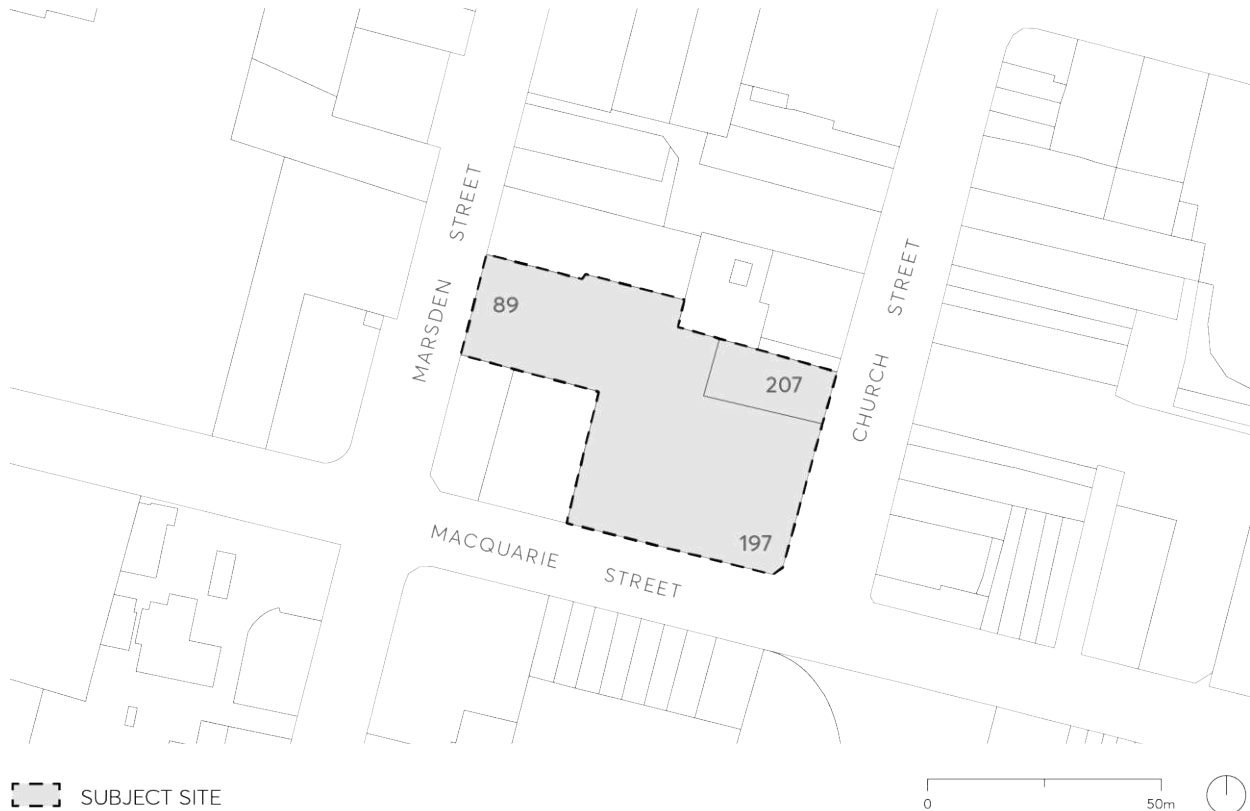 MARSDEN STREET
89
207
CHURCH STREET
197
MACQUARIE STREET
SUBJECT SITE
0 50m